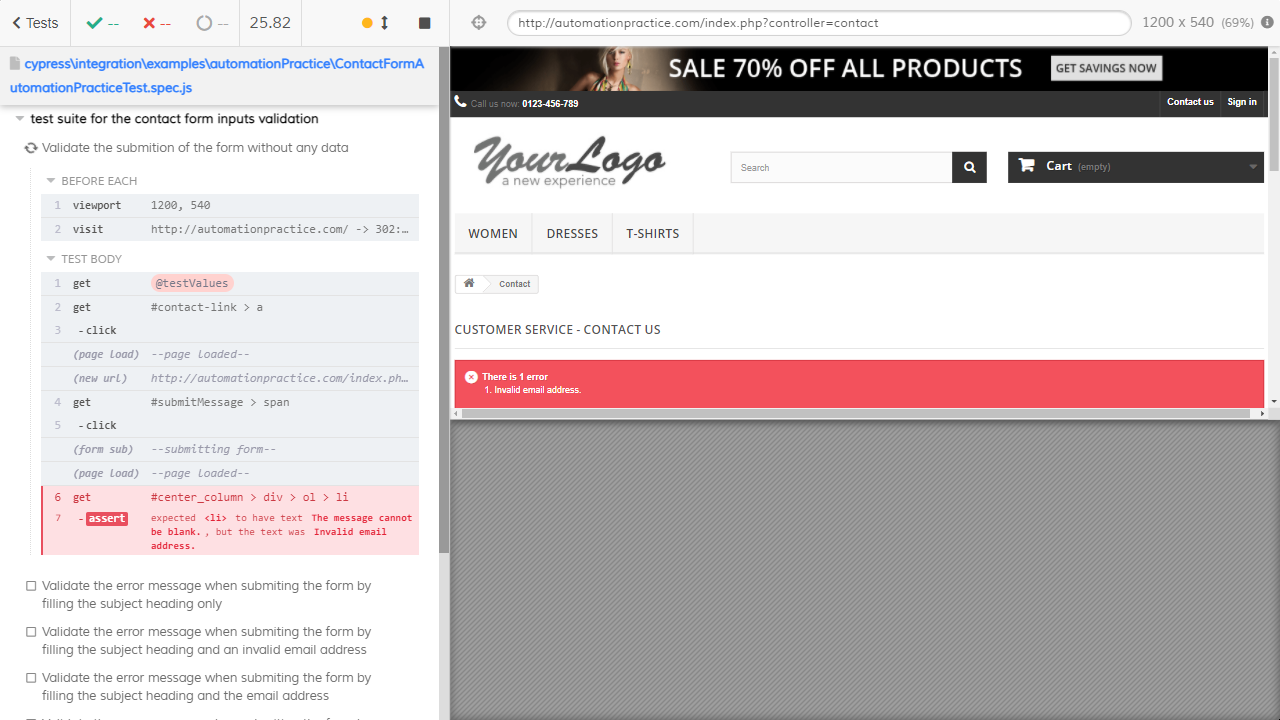 Tests
--
--
--
25.82
http://automationpractice.com/index.php?controller=contact
1200 x 540 (69%)
cypress\integration\examples\automationPractice\ContactFormA
utomationPracticeTest.spec.js
test suite for the contact form inputs validation
Validate the submition of the form without any data
BEFORE EACH
1 viewport 1200, 540
2 visit http://automationpractice.com/ -> 302:…
TEST BODY
1 get @testValues
2 get #contact-link > a
3 - click
(page load) --page loaded--
(new url) http://automationpractice.com/index.ph…
4 get #submitMessage > span
5 - click
(form sub) --submitting form--
(page load) --page loaded--
6 get #center_column > div > ol > li
7 - assert expected <li> to have text The message cannot
be blank. , but the text was Invalid email
address.
Validate the error message when submiting the form by
filling the subject heading only
Validate the error message when submiting the form by
filling the subject heading and an invalid email address
Validate the error message when submiting the form by
filling the subject heading and the email address
SALE 70% OFF ALL PRODUCTS
GET SAVINGS NOW
Call us now: 0123-456-789
Contact us
Sign in
YourLogo
a new experience
Search
Cart (empty)
WOMEN
DRESSES
T-SHIRTS
Contact
CUSTOMER SERVICE - CONTACT US
There is 1 error
1. Invalid email address.